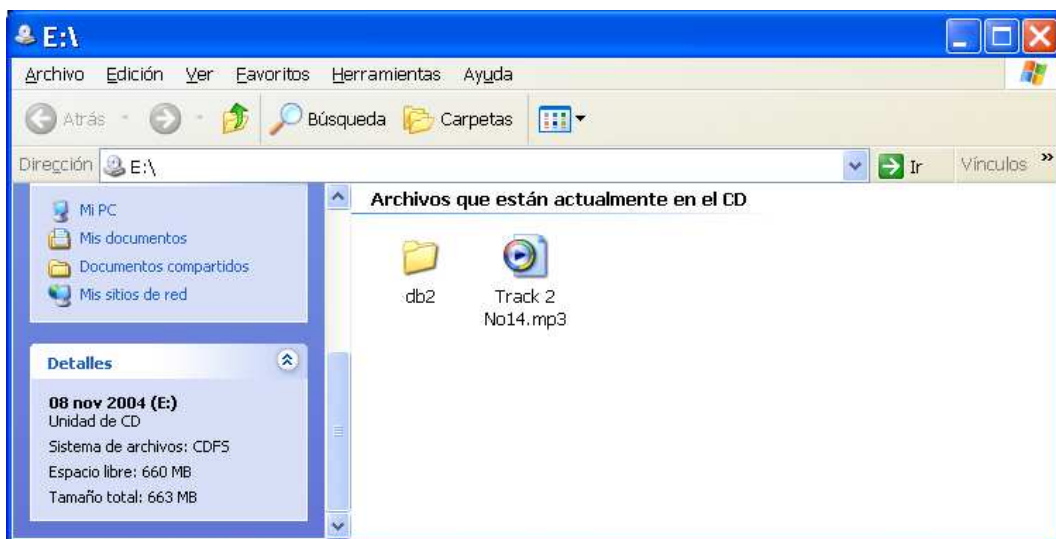 E:\
Archivo Edición Ver Favoritos Herramientas Ayuda
Atrás Búsqueda Carpetas
Dirección E:\ Ir Vínculos »
Mi PC
Mis documentos
Documentos compartidos
Mis sitios de red
Detalles
08 nov 2004 (E:)
Unidad de CD
Sistema de archivos: CDFS
Espacio libre: 660 MB
Tamaño total: 663 MB
Archivos que están actualmente en el CD
db2
Track 2
No14.mp3